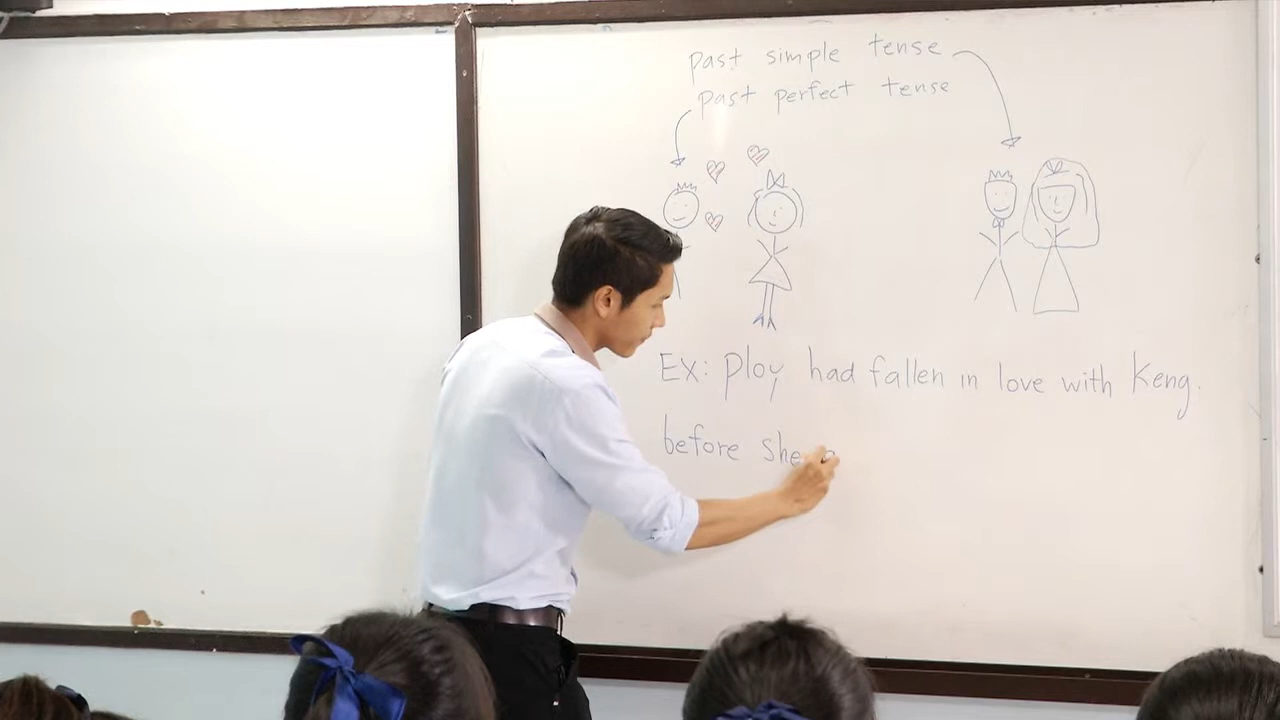 past simple tense
past perfect tense
EX: Ploy had fallen in love with Keng.
before she